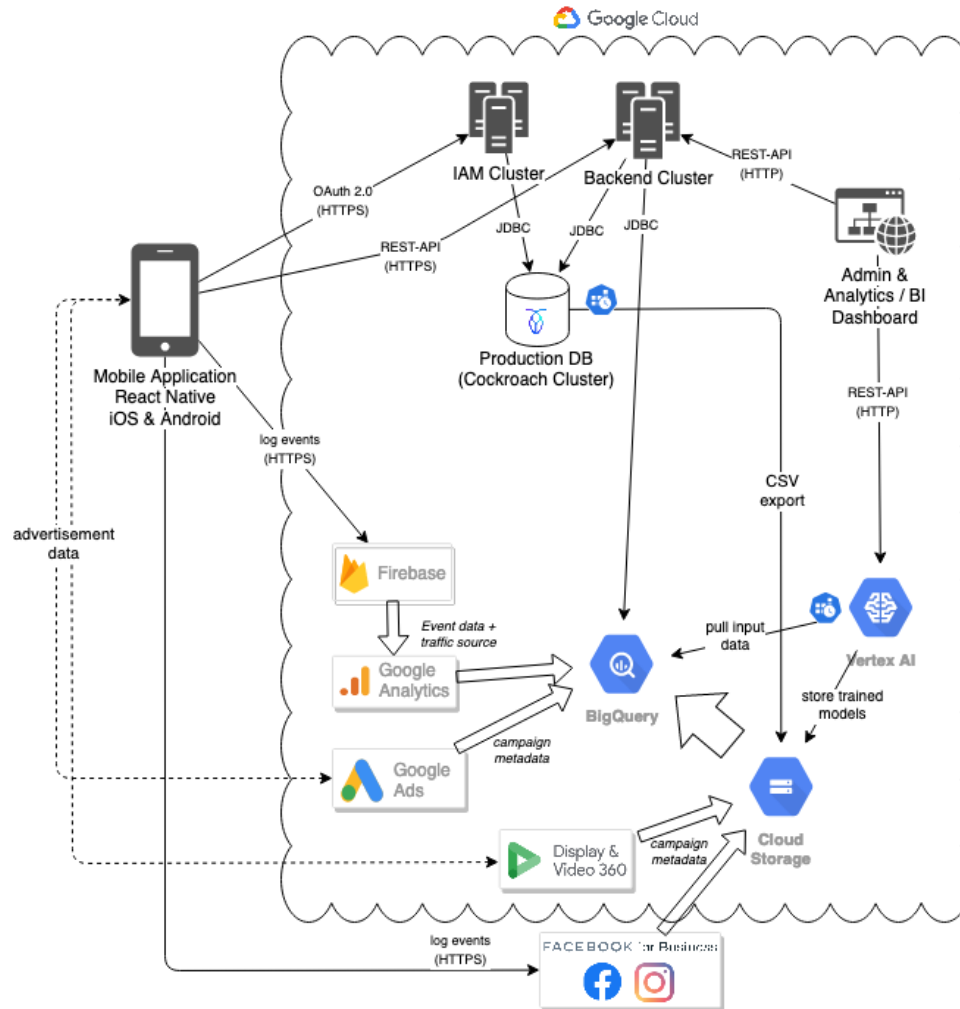 Google Cloud
IAM Cluster
Backend Cluster
REST-API
(HTTP)
OAuth 2.0
(HTTPS)
JDBC
JDBC
JDBC
REST-API
(HTTPS)
Admin &
Analytics / BI
Dashboard
Production DB
(Cockroach Cluster)
Mobile Application
React Native
iOS & Android
REST-API
(HTTP)
log events
(HTTPS)
CSV
export
advertisement
data
Firebase
Event data +
traffic source
pull input
data
Vertex AI
Google
Analytics
store trained
models
BigQuery
campaign
metadata
Google
Ads
Cloud
Storage
Display &
Video 360
campaign
metadata
log events
(HTTPS)
FACEBOOK for Business